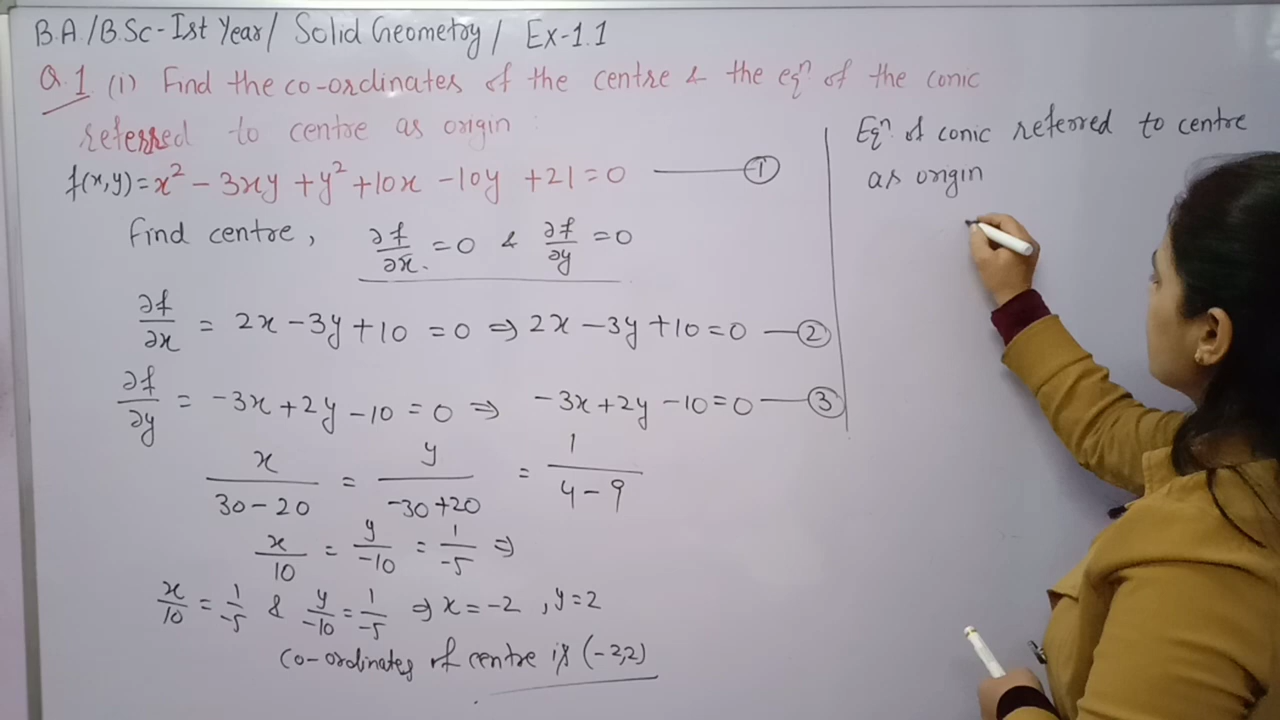 B.A./B.Sc-Ist Year/ Solid Geometry/ Ex-1.1
Q.1 (i) Find the co-ordinates of the centre & the eqⁿ of the conic
referred to centre as origin :
f(x,y)=x² - 3xy + y² +10x -10y +21=0 —— ①
Find centre, ∂f/∂x =0 & ∂f/∂y =0
∂f/∂x = 2x-3y+10 =0 ⇒ 2x-3y+10=0 —②
∂f/∂y = -3x+2y-10=0 ⇒ -3x+2y-10=0 —③
x/(30-20) = y/(-30+20) = 1/(4-9)
x/10 = y/-10 = 1/-5 ⇒
x/10 = 1/-5 & y/-10 = 1/-5 ⇒ x=-2, y=2
Co-ordinates of centre is (-2,2)
Eqⁿ. of conic referred to centre
as origin